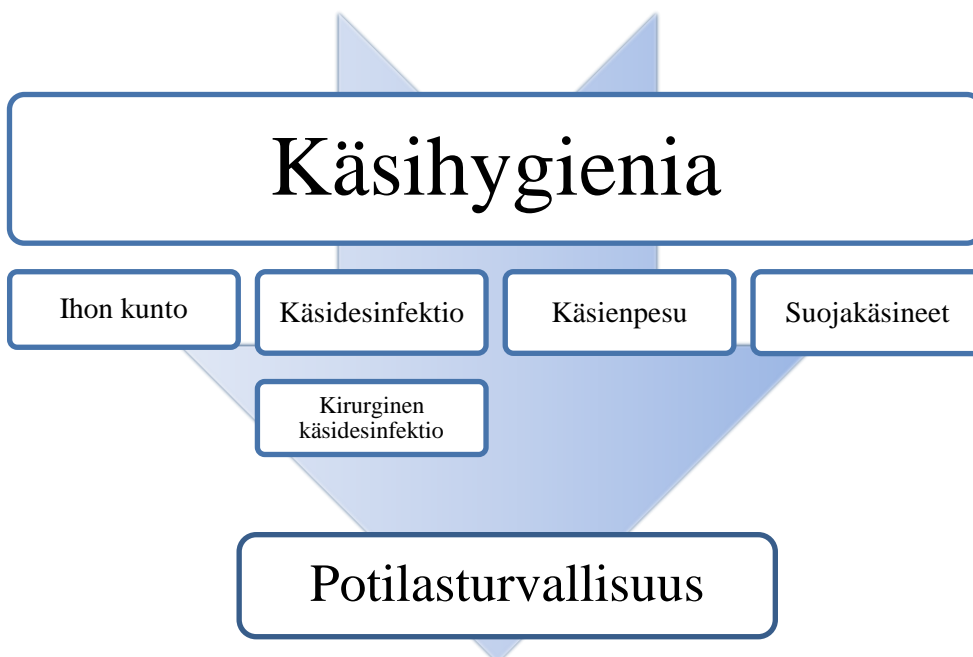 Käsihygienia
Ihon kunto
Käsidesinfektio
Käsienpesu
Suojakäsineet
Kirurginen
käsidesinfektio
Potilasturvallisuus